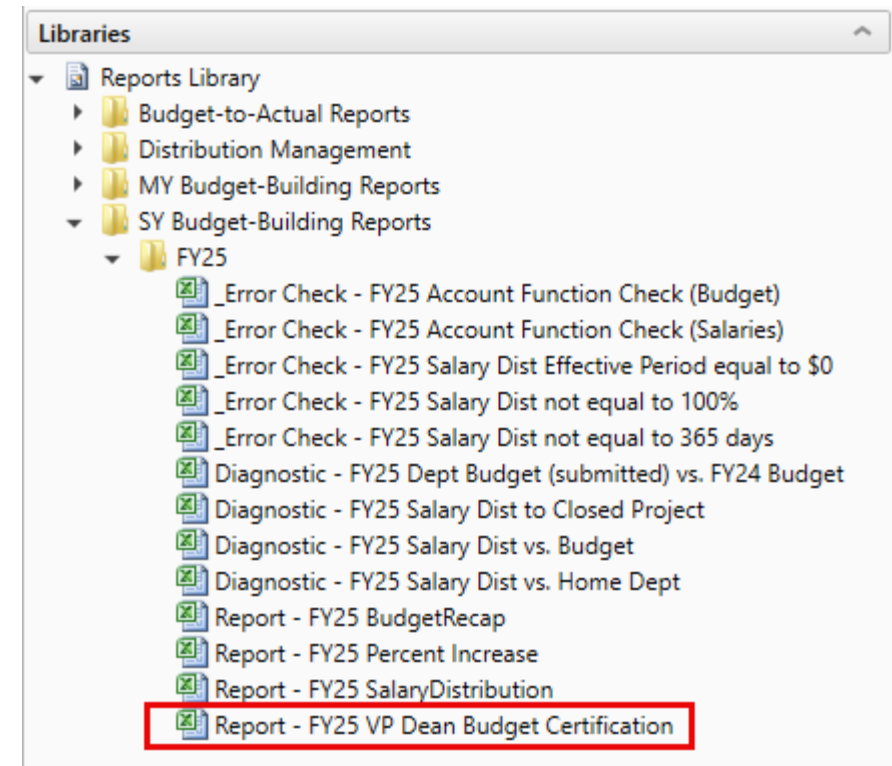 Libraries
Reports Library
Budget-to-Actual Reports
Distribution Management
MY Budget-Building Reports
SY Budget-Building Reports
FY25
_Error Check - FY25 Account Function Check (Budget)
_Error Check - FY25 Account Function Check (Salaries)
_Error Check - FY25 Salary Dist Effective Period equal to $0
_Error Check - FY25 Salary Dist not equal to 100%
_Error Check - FY25 Salary Dist not equal to 365 days
Diagnostic - FY25 Dept Budget (submitted) vs. FY24 Budget
Diagnostic - FY25 Salary Dist to Closed Project
Diagnostic - FY25 Salary Dist vs. Budget
Diagnostic - FY25 Salary Dist vs. Home Dept
Report - FY25 BudgetRecap
Report - FY25 Percent Increase
Report - FY25 SalaryDistribution
Report - FY25 VP Dean Budget Certification